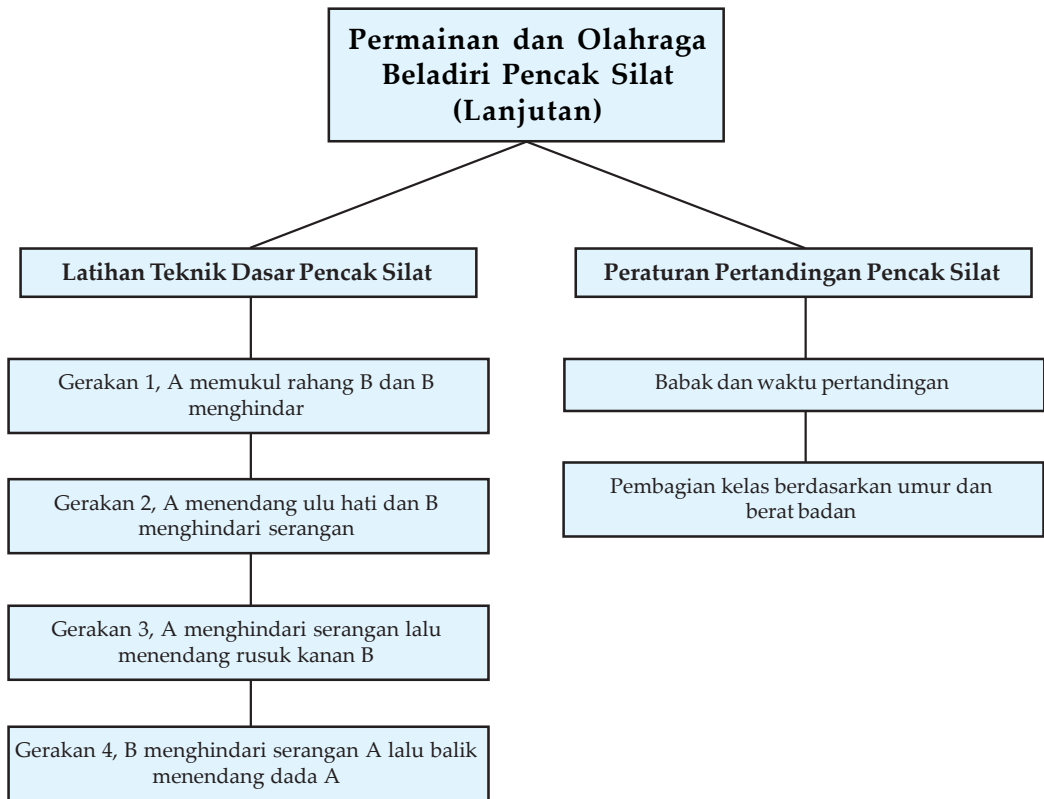 Permainan dan Olahraga
Beladiri Pencak Silat
(Lanjutan)
Latihan Teknik Dasar Pencak Silat
Gerakan 1, A memukul rahang B dan B
menghindar
Gerakan 2, A menendang ulu hati dan B
menghindari serangan
Gerakan 3, A menghindari serangan lalu
menendang rusuk kanan B
Gerakan 4, B menghindari serangan A lalu balik
menendang dada A
Peraturan Pertandingan Pencak Silat
Babak dan waktu pertandingan
Pembagian kelas berdasarkan umur dan
berat badan